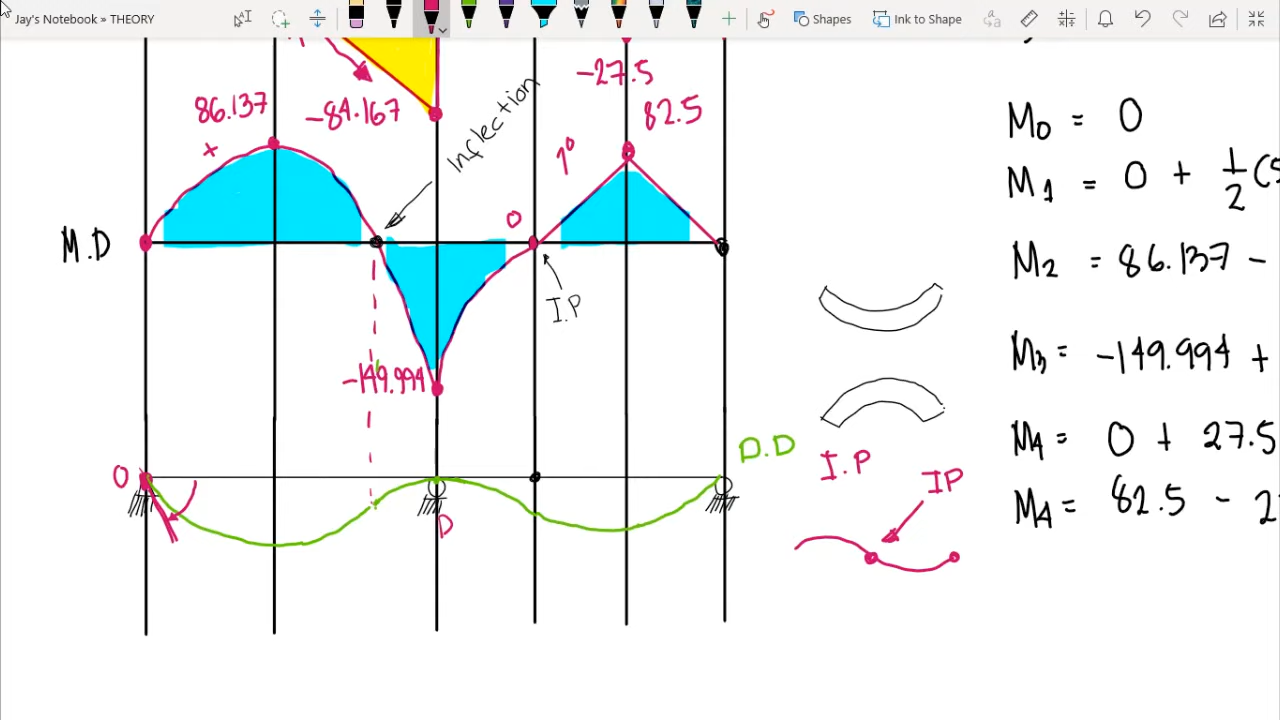 Jay's Notebook » THEORY
Shapes
Ink to Shape
-27.5
86.137
-84.167
Inflection
82.5
+
1°
M.D
0
I.P
-149.994
M0 = 0
M1 = 0 + 1/2 (5
M2 = 86.137 -
M3 = -149.994 +
M4 = 0 + 27.5
M4 = 82.5 - 2
D.D
0
D
I.P
IP